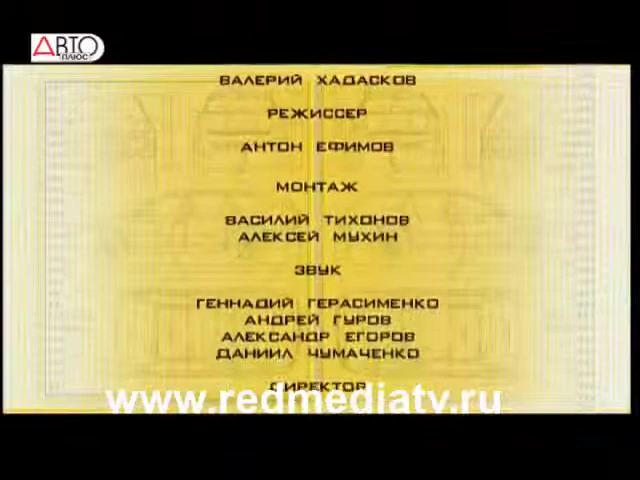 АВТО
ПЛЮС
ВАЛЕРИЙ ХАДАСКОВ
РЕЖИССЕР
АНТОН ЕФИМОВ
МОНТАЖ
ВАСИЛИЙ ТИХОНОВ
АЛЕКСЕЙ МУХИН
ЗВУК
ГЕННАДИЙ ГЕРАСИМЕНКО
АНДРЕЙ ГУРОВ
АЛЕКСАНДР ЕГОРОВ
ДАНИИЛ ЧУМАЧЕНКО
ДИРЕКТОР
www.redmediatv.ru